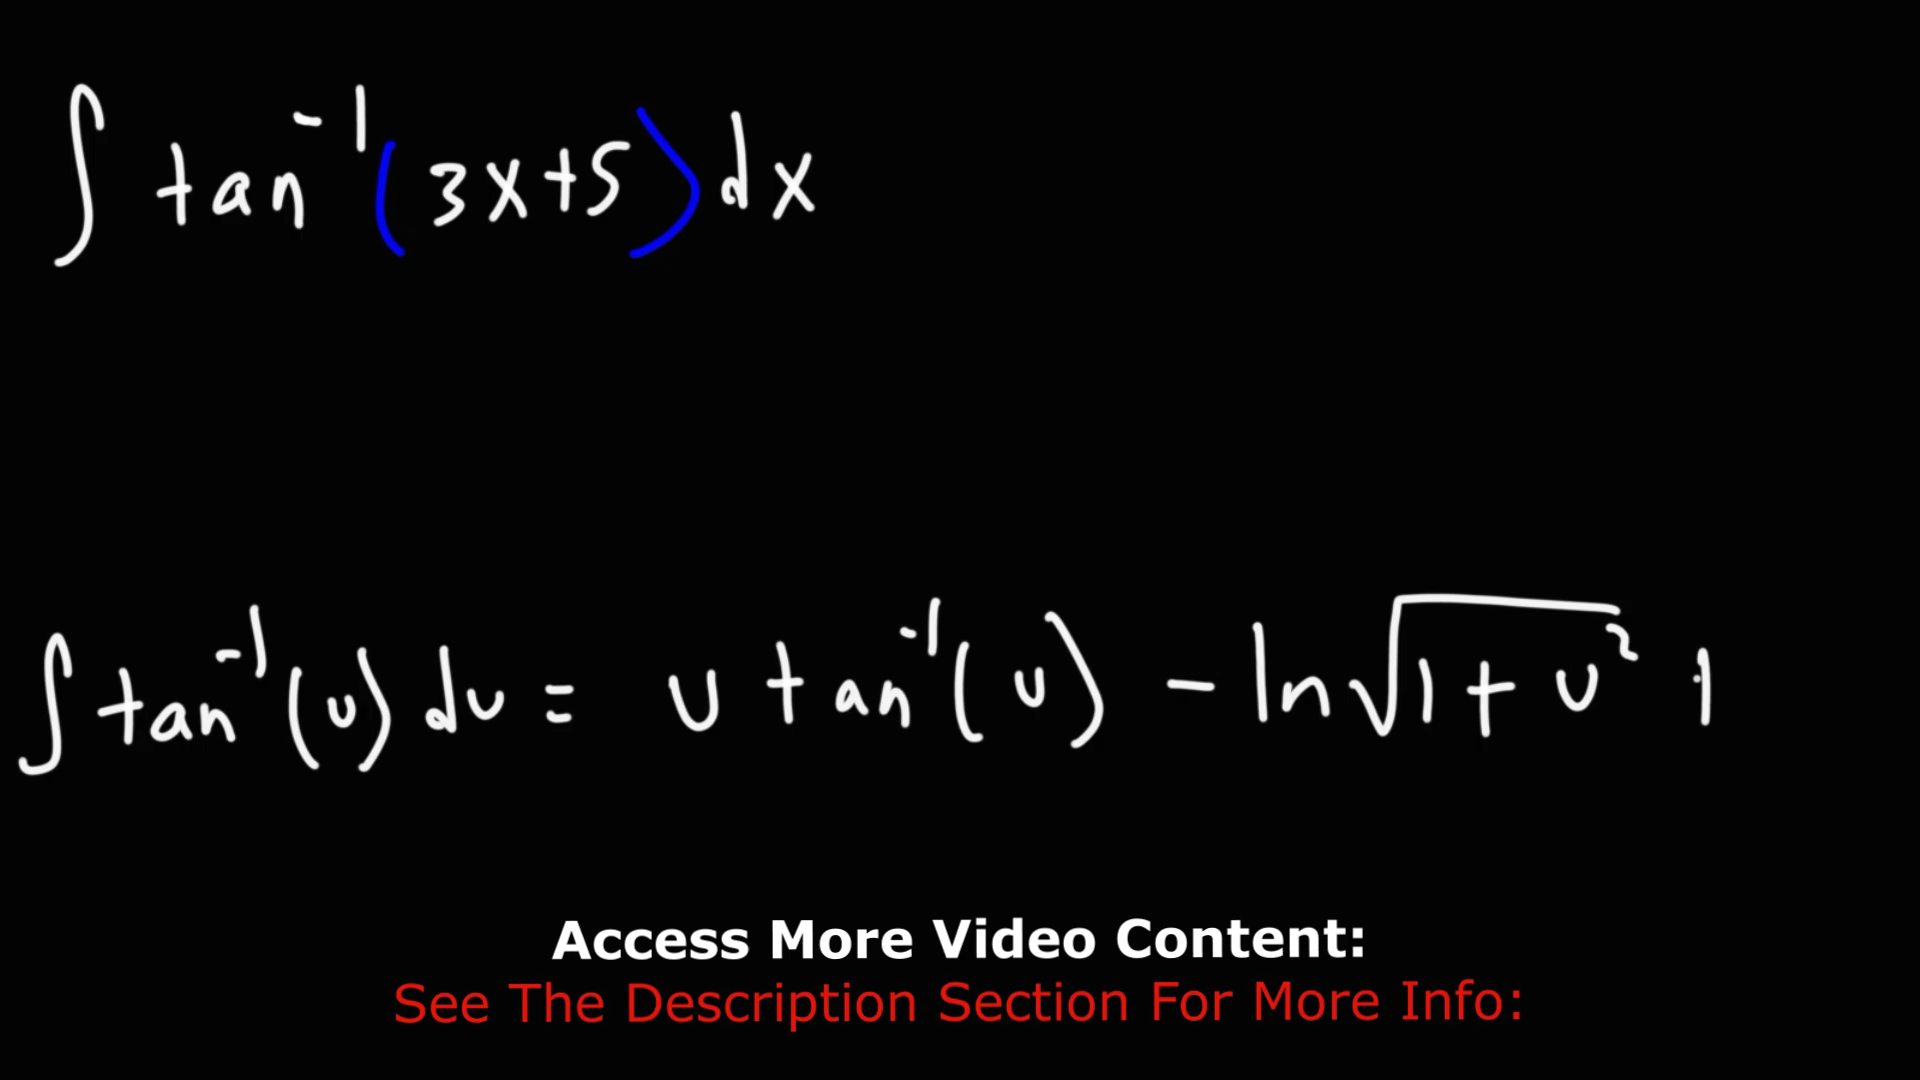 ∫ tan⁻¹(3x+5)dx
∫tan⁻¹(u) du = u tan⁻¹(u) - ln√1+u²
Access More Video Content:
See The Description Section For More Info: